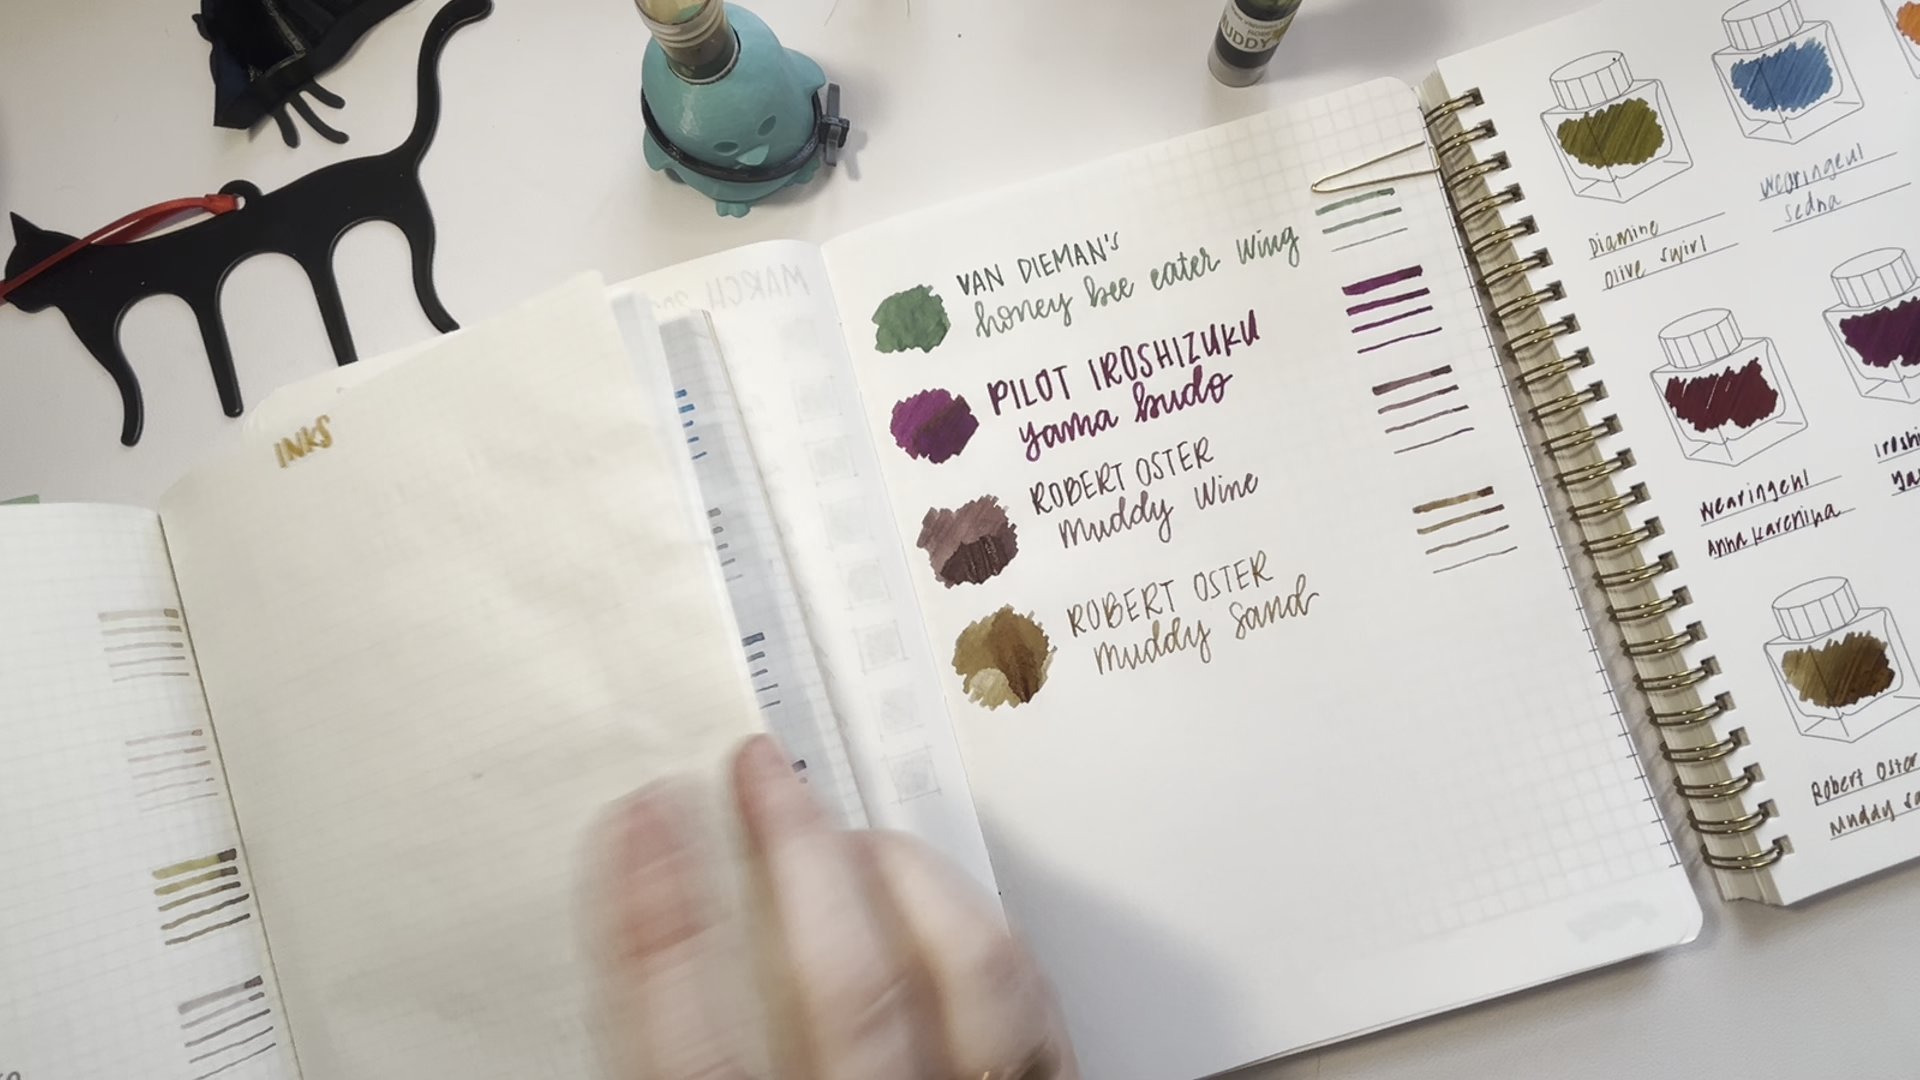 INKS
MARCH
VAN DIEMAN'S
honey bee eater wing
PILOT IROSHIZUKU
yama budo
ROBERT OSTER
Muddy Wine
ROBERT OSTER
Muddy Sand
Diamine
olive swirl
Wearingeul
Sedna
Wearingeul
Anna Karenina
Robert Oster
Muddy